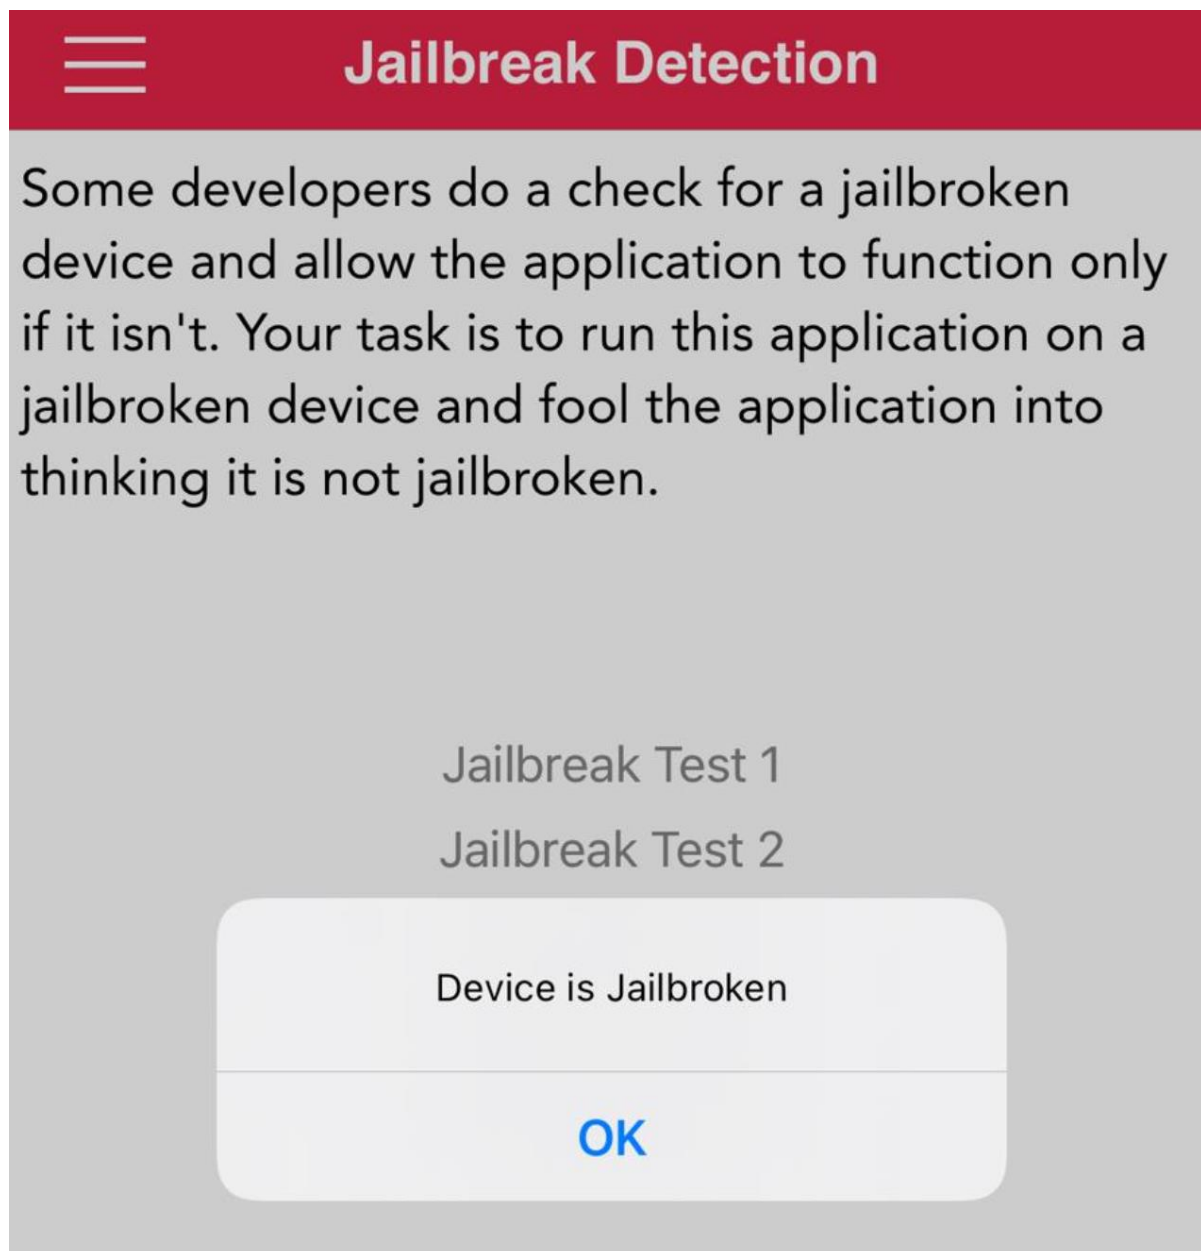 Jailbreak Detection
Some developers do a check for a jailbroken
device and allow the application to function only
if it isn't. Your task is to run this application on a
jailbroken device and fool the application into
thinking it is not jailbroken.
Jailbreak Test 1
Jailbreak Test 2
Device is Jailbroken
OK